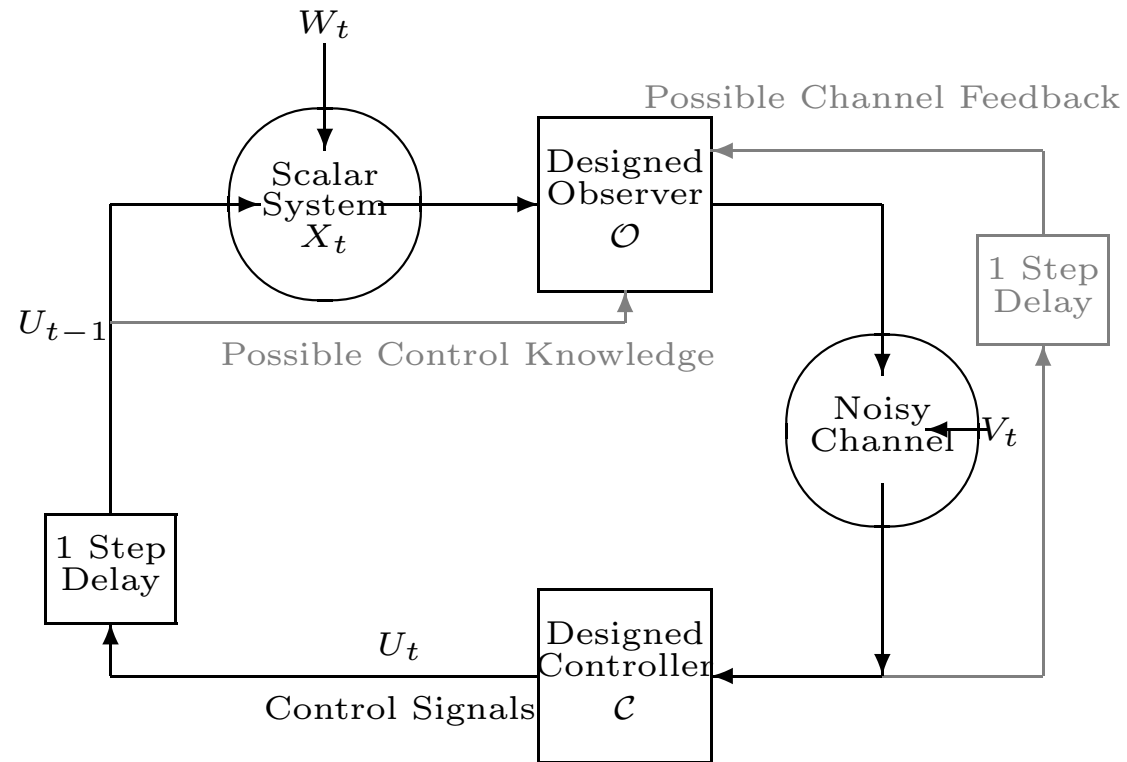 W_t
Possible Channel Feedback
Scalar
System
X_t
Designed
Observer
𝒪
1 Step
Delay
U_{t-1}
Possible Control Knowledge
Noisy
Channel
V_t
1 Step
Delay
U_t
Control Signals
Designed
Controller
𝒞